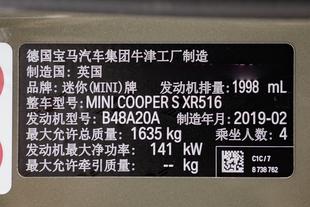 德国宝马汽车集团牛津工厂制造
制造国：英国
品牌：迷你(MINI)牌 发动机排量：1998 mL
整车型号：MINI COOPER S XR516
发动机型号：B48A20A 制造年月：2019-02
最大允许总质量：1635 kg 乘坐人数：4
发动机最大净功率：141 kW
最大允许牵引质量：- kg
C1C/7
8 738 762